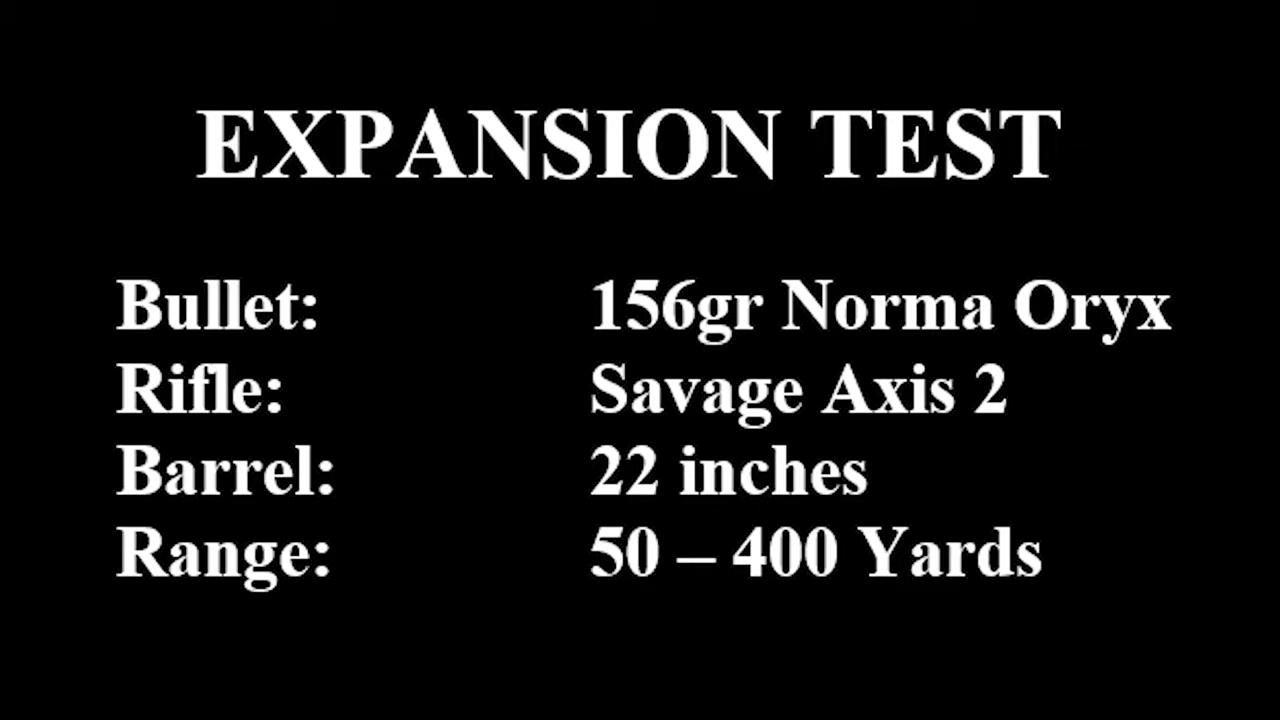 EXPANSION TEST
Bullet: 156gr Norma Oryx
Rifle: Savage Axis 2
Barrel: 22 inches
Range: 50 – 400 Yards